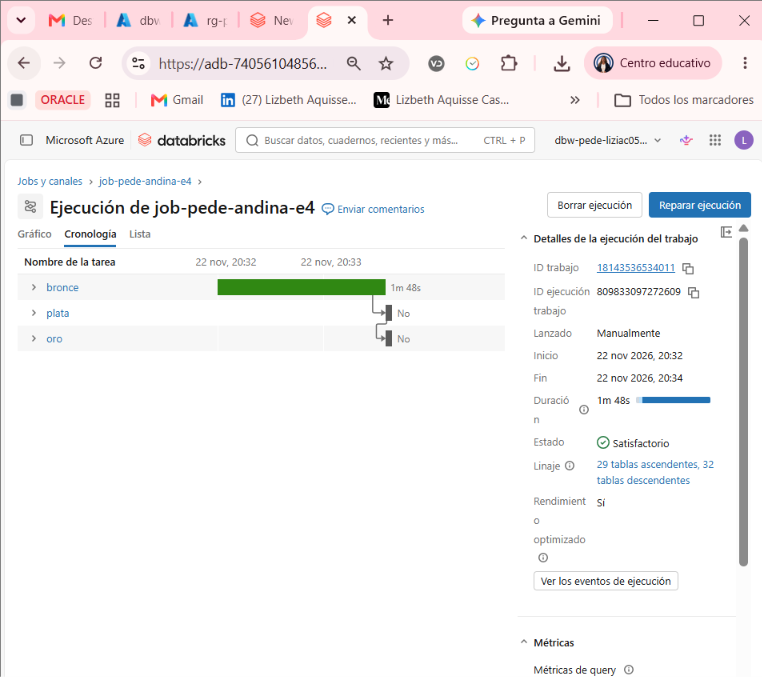 Des
dbw
rg-p
Nev
Pregunta a Gemini
https://adb-74056104856...
Centro educativo
ORACLE
Gmail
(27) Lizbeth Aquisse...
Lizbeth Aquisse Cas...
Todos los marcadores
Microsoft Azure
databricks
Buscar datos, cuadernos, recientes y más...
CTRL + P
dbw-pede-liziac05...
L
Jobs y canales > job-pede-andina-e4 >
Ejecución de job-pede-andina-e4
Enviar comentarios
Borrar ejecución
Reparar ejecución
Gráfico
Cronología
Lista
Nombre de la tarea
22 nov, 20:32
22 nov, 20:33
bronce
1m 48s
plata
No
oro
No
Detalles de la ejecución del trabajo
ID trabajo
18143536534011
ID ejecución trabajo
809833097272609
Lanzado
Manualmente
Inicio
22 nov 2026, 20:32
Fin
22 nov 2026, 20:34
Duració
n
1m 48s
Estado
Satisfactorio
Linaje
29 tablas ascendentes, 32
tablas descendentes
Rendimient
o
optimizado
Sí
Ver los eventos de ejecución
Métricas
Métricas de query